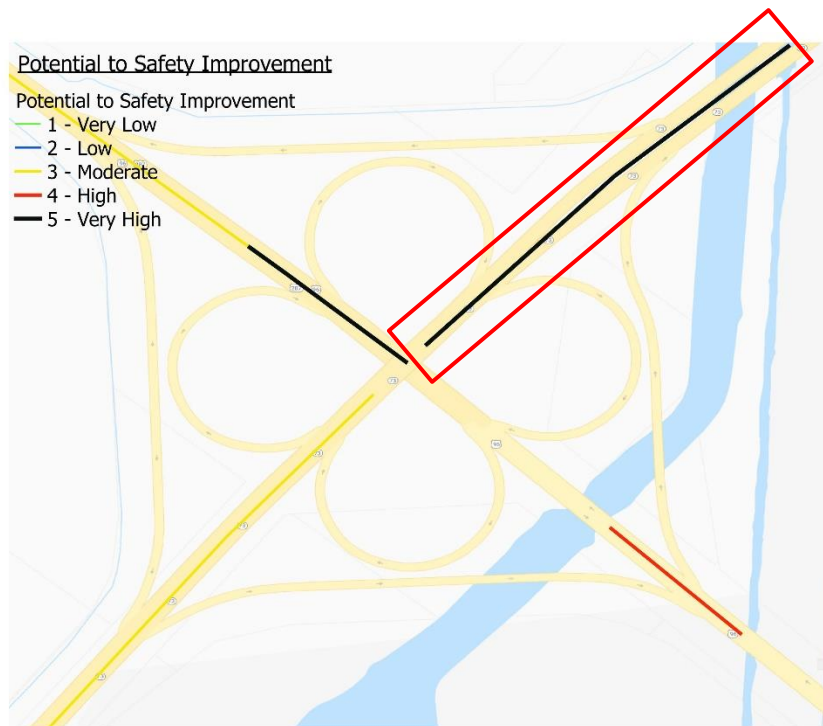 Potential to Safety Improvement
Potential to Safety Improvement
1 - Very Low
2 - Low
3 - Moderate
4 - High
5 - Very High